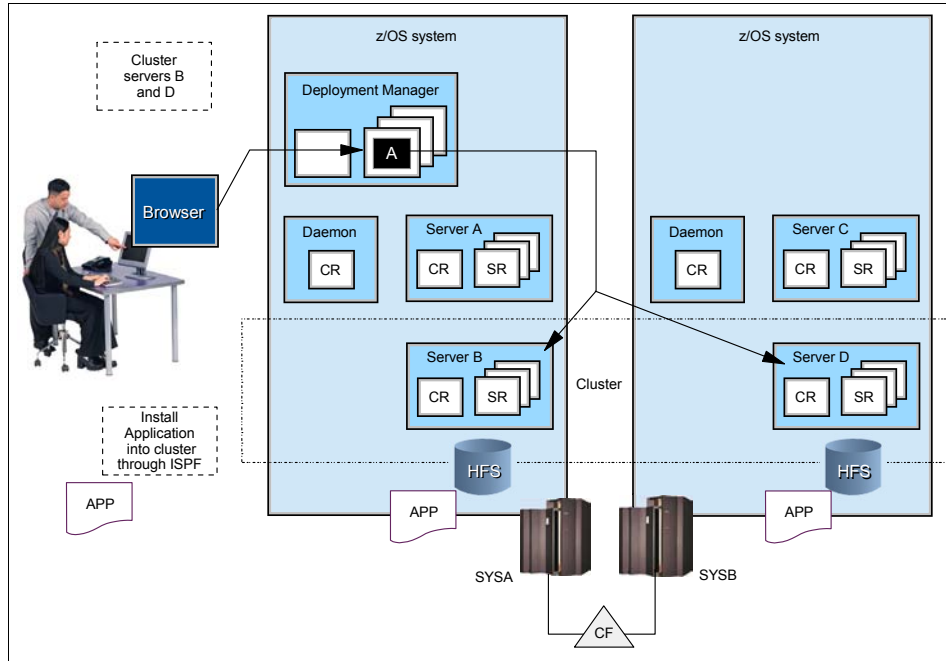 z/OS system
z/OS system
Cluster
servers B
and D
Deployment Manager
A
Browser
Daemon
CR
Server A
CR
SR
Daemon
CR
Server C
CR
SR
Server B
CR
SR
Cluster
Server D
CR
SR
Install
Application
into cluster
through ISPF
HFS
HFS
APP
APP
APP
SYSA
SYSB
CF